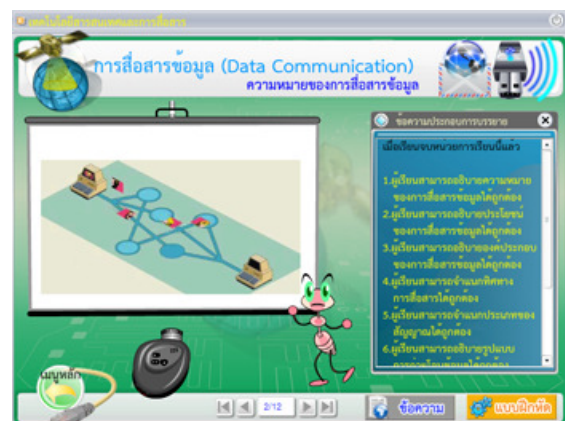 เทคโนโลยีสารสนเทศและการสื่อสาร
การสื่อสารข้อมูล (Data Communication)
ความหมายของการสื่อสารข้อมูล
ข้อความประกอบการบรรยาย
เมื่อเรียนจบหน่วยการเรียนนี้แล้ว
1.ผู้เรียนสามารถอธิบายความหมาย
ของการสื่อสารข้อมูลได้ถูกต้อง
2.ผู้เรียนสามารถอธิบายประโยชน์
ของการสื่อสารข้อมูลได้ถูกต้อง
3.ผู้เรียนสามารถอธิบายองค์ประกอบ
ของการสื่อสารข้อมูลได้ถูกต้อง
4.ผู้เรียนสามารถจำแนกทิศทาง
การสื่อสารได้ถูกต้อง
5.ผู้เรียนสามารถจำแนกประเภทของ
สัญญาณได้ถูกต้อง
6.ผู้เรียนสามารถอธิบายรูปแบบ
เมนูหลัก
2/12
ข้อความ
แบบฝึกหัด